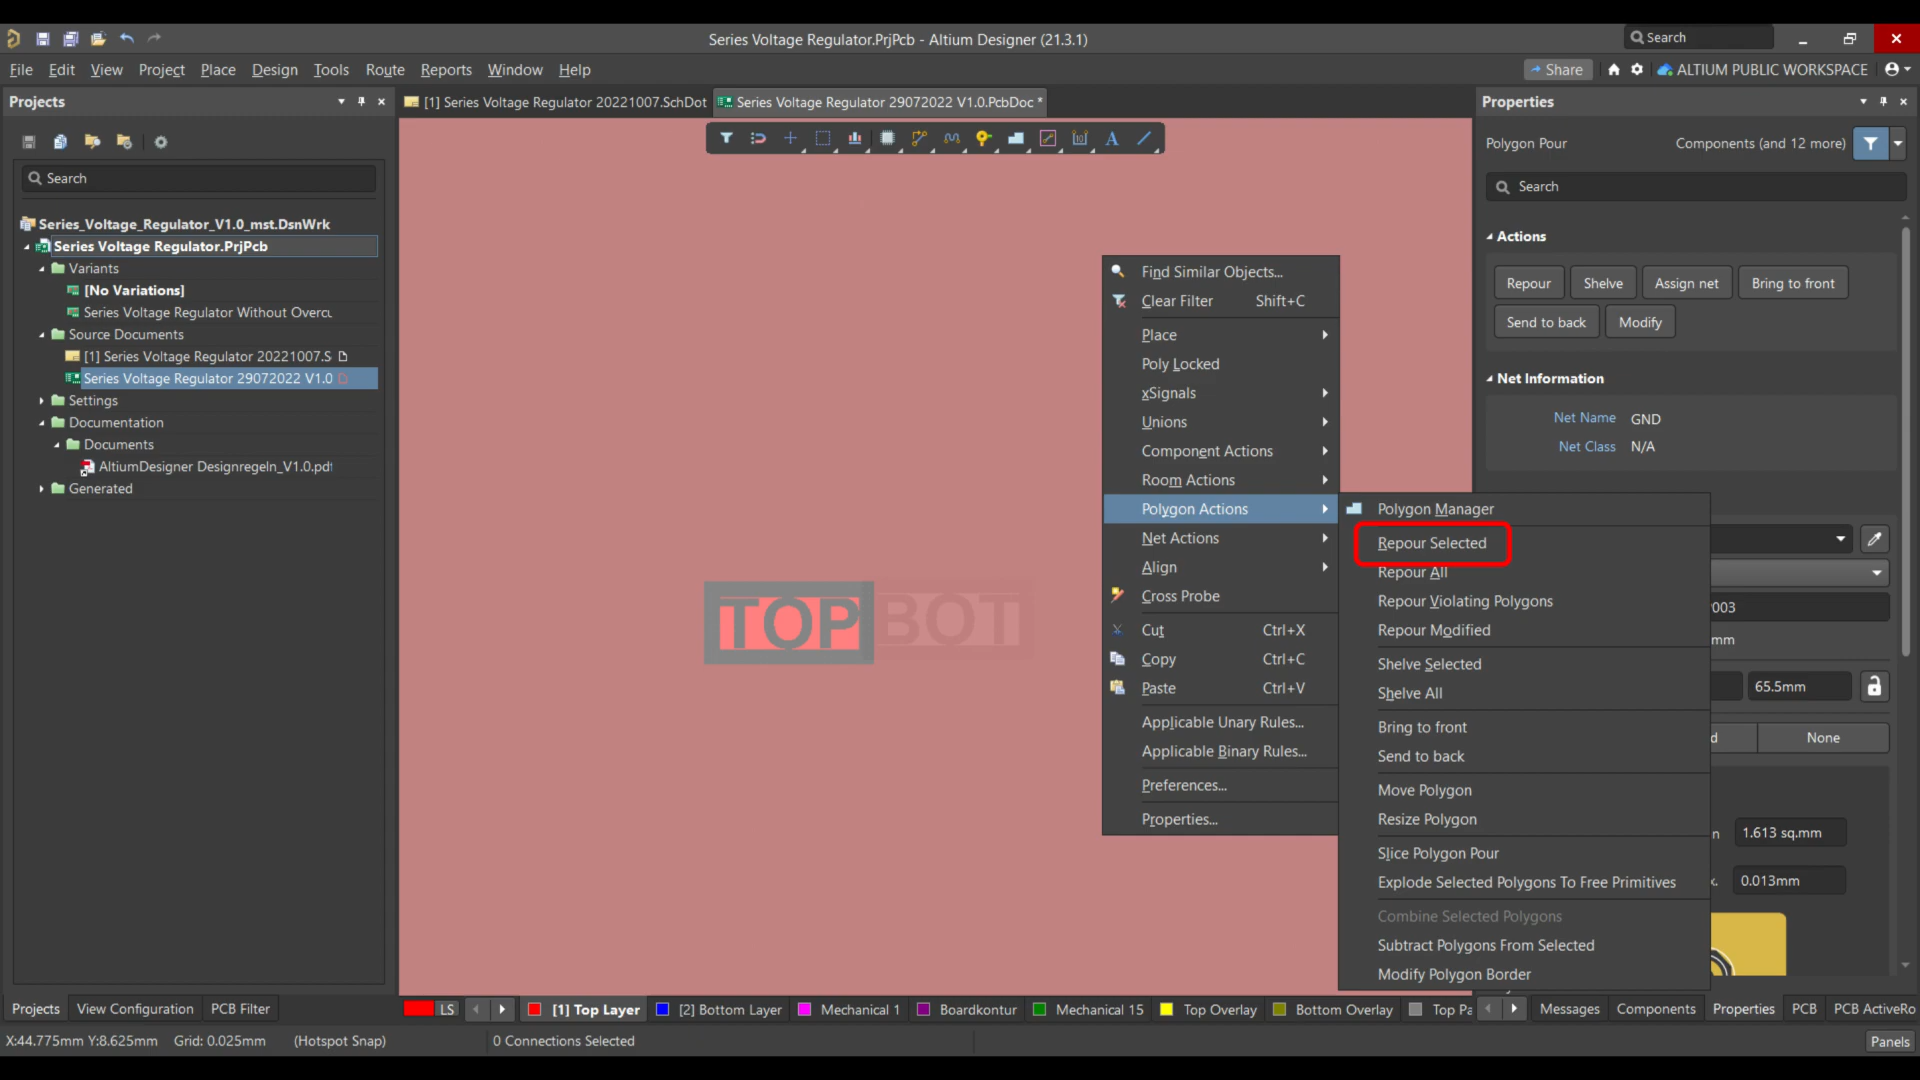 Series Voltage Regulator.PrjPcb - Altium Designer (21.3.1)
Search
File Edit View Project Place Design Tools Route Reports Window Help
Share
ALTIUM PUBLIC WORKSPACE
Projects
[1] Series Voltage Regulator 20221007.SchDot
Series Voltage Regulator 29072022 V1.0.PcbDoc *
Properties
Polygon Pour
Components (and 12 more)
Search
Search
Series_Voltage_Regulator_V1.0_mst.DsnWrk
Series Voltage Regulator.PrjPcb
Variants
[No Variations]
Series Voltage Regulator Without Overcu
Source Documents
[1] Series Voltage Regulator 20221007.S
Series Voltage Regulator 29072022 V1.0
Settings
Documentation
Documents
AltiumDesigner Designregeln_V1.0.pdf
Generated
TOP BOT
Find Similar Objects...
Clear Filter Shift+C
Place
Poly Locked
xSignals
Unions
Component Actions
Room Actions
Polygon Actions
Net Actions
Align
Cross Probe
Cut Ctrl+X
Copy Ctrl+C
Paste Ctrl+V
Applicable Unary Rules...
Applicable Binary Rules...
Preferences...
Properties...
Polygon Manager
Repour Selected
Repour All
Repour Violating Polygons
Repour Modified
Shelve Selected
Shelve All
Bring to front
Send to back
Move Polygon
Resize Polygon
Slice Polygon Pour
Explode Selected Polygons To Free Primitives
Combine Selected Polygons
Subtract Polygons From Selected
Modify Polygon Border
Actions
Repour Shelve Assign net Bring to front
Send to back Modify
Net Information
Net Name GND
Net Class N/A
003
mm
65.5mm
d None
n 1.613 sq.mm
x. 0.013mm
Projects View Configuration PCB Filter
LS [1] Top Layer [2] Bottom Layer Mechanical 1 Boardkontur Mechanical 15 Top Overlay Bottom Overlay Top Pa
Messages Components Properties PCB PCB ActiveRo
X:44.775mm Y:8.625mm Grid: 0.025mm (Hotspot Snap) 0 Connections Selected
Panels